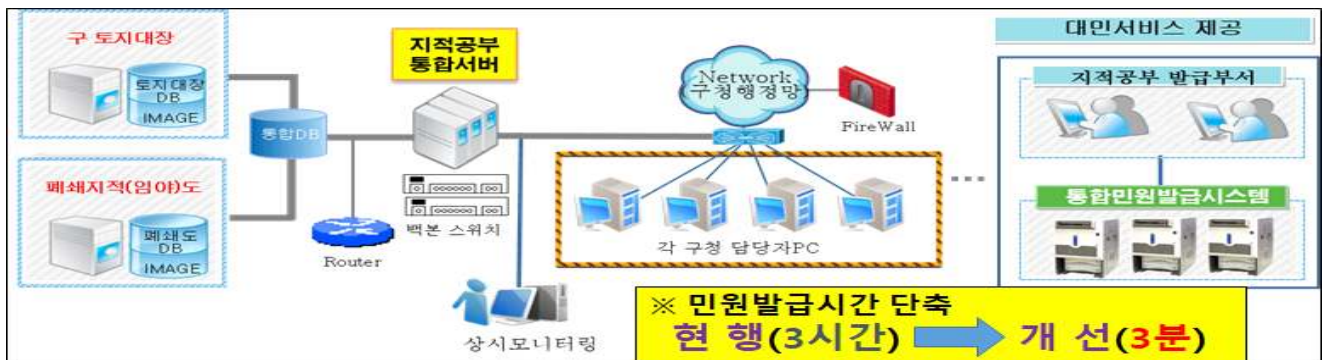 구 토지대장
토지대장
DB
IMAGE
폐쇄지적(임야)도
폐쇄도
DB
IMAGE
통합DB
지적공부
통합서버
Router
백본 스위치
상시모니터링
Network
구청행정망
FireWall
각 구청 담당자PC
...
대민서비스 제공
지적공부 발급부서
통합민원발급시스템
※ 민원발급시간 단축
현 행(3시간) 개 선(3분)